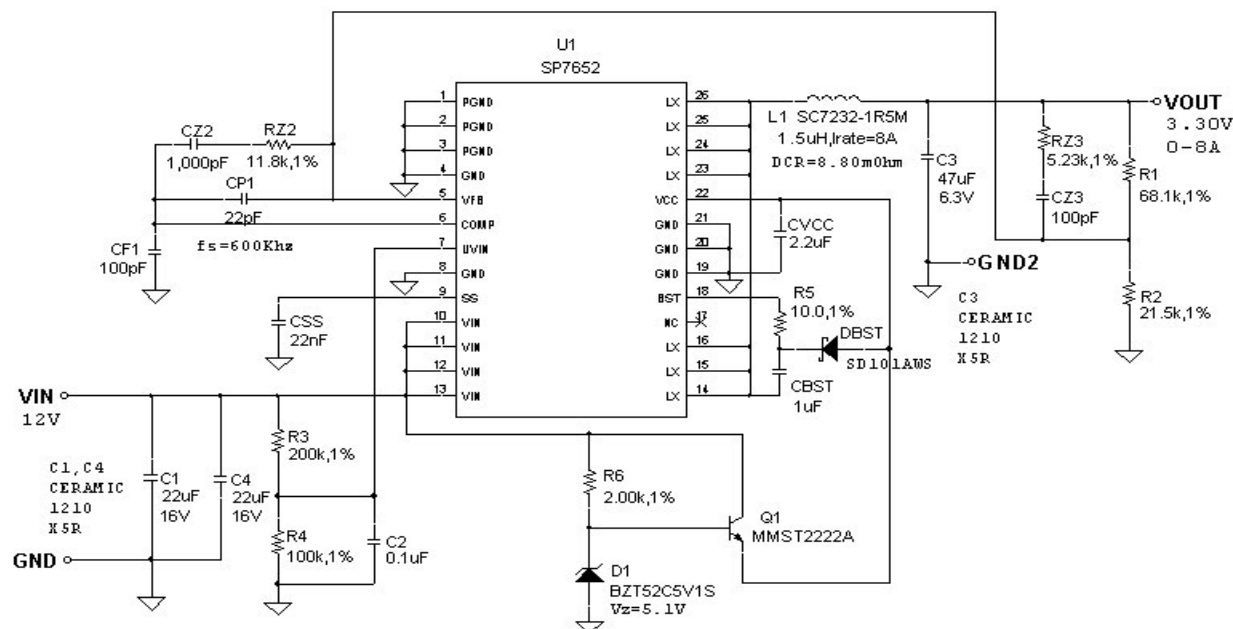 U1
SP7652
1 PGND
2 PGND
3 PGND
4 GND
5 VFB
6 COMP
7 UVIN
8 GND
9 SS
10 VIN
11 VIN
12 VIN
13 VIN
LX 26
LX 25
LX 24
LX 23
VCC 22
GND 21
GND 20
GND 19
BST 18
NC 17
LX 16
LX 15
LX 14
CZ2
1,000pF
RZ2
11.8k,1%
CP1
22pF
CF1
100pF
fs=600Khz
CSS
22nF
VIN
12V
C1,C4
CERAMIC
1210
X5R
GND
C1
22uF
16V
C4
22uF
16V
R3
200k,1%
R4
100k,1%
C2
0.1uF
L1 SC7232-1R5M
1.5uH,Irate=8A
DCR=8.80mOhm
C3
47uF
6.3V
RZ3
5.23k,1%
CZ3
100pF
VOUT
3.30V
0-8A
R1
68.1k,1%
GND2
R2
21.5k,1%
C3
CERAMIC
1210
X5R
CVCC
2.2uF
R5
10.0,1%
DBST
SD101AWS
CBST
1uF
R6
2.00k,1%
Q1
MMST2222A
D1
BZT52C5V1S
Vz=5.1V